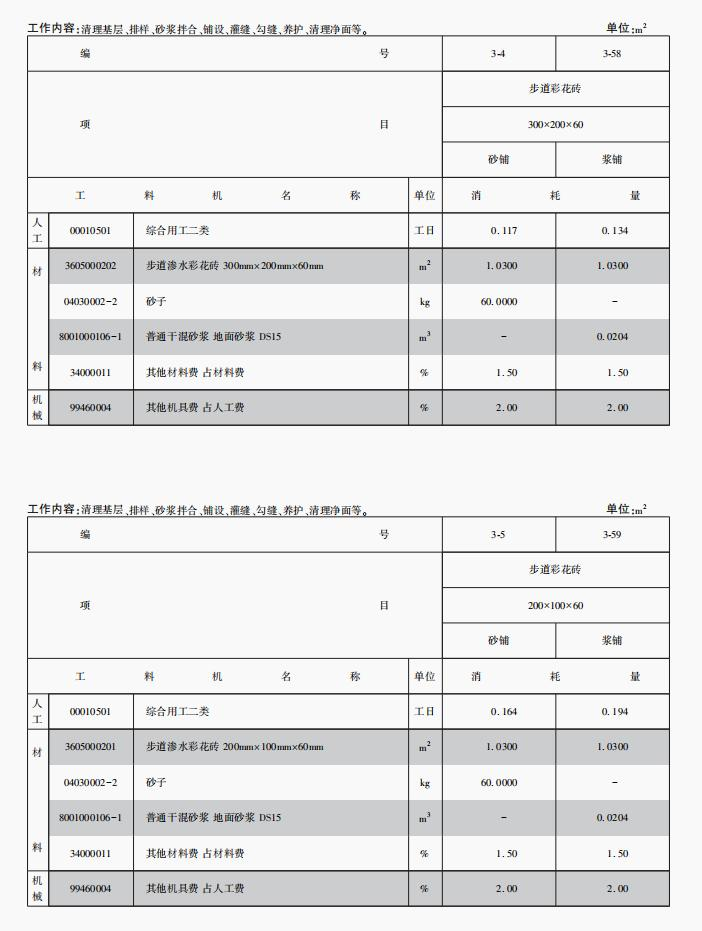 工作内容:清理基层、排样、砂浆拌合、铺设、灌缝、勾缝、养护、清理净面等。 单位:m²
编 号 3-4 3-58
步道彩花砖
项 目 300×200×60
砂铺 浆铺
工 料 机 名 称 单位 消 耗 量
人工 00010501 综合用工二类 工日 0.117 0.134
材 3605000202 步道渗水彩花砖 300mm×200mm×60mm m² 1.0300 1.0300
04030002-2 砂子 kg 60.0000 –
8001000106-1 普通干混砂浆 地面砂浆 DS15 m³ – 0.0204
料 34000011 其他材料费 占材料费 % 1.50 1.50
机械 99460004 其他机具费 占人工费 % 2.00 2.00
工作内容:清理基层、排样、砂浆拌合、铺设、灌缝、勾缝、养护、清理净面等。 单位:m²
编 号 3-5 3-59
步道彩花砖
项 目 200×100×60
砂铺 浆铺
工 料 机 名 称 单位 消 耗 量
人工 00010501 综合用工二类 工日 0.164 0.194
材 3605000201 步道渗水彩花砖 200mm×100mm×60mm m² 1.0300 1.0300
04030002-2 砂子 kg 60.0000 –
8001000106-1 普通干混砂浆 地面砂浆 DS15 m³ – 0.0204
料 34000011 其他材料费 占材料费 % 1.50 1.50
机械 99460004 其他机具费 占人工费 % 2.00 2.00